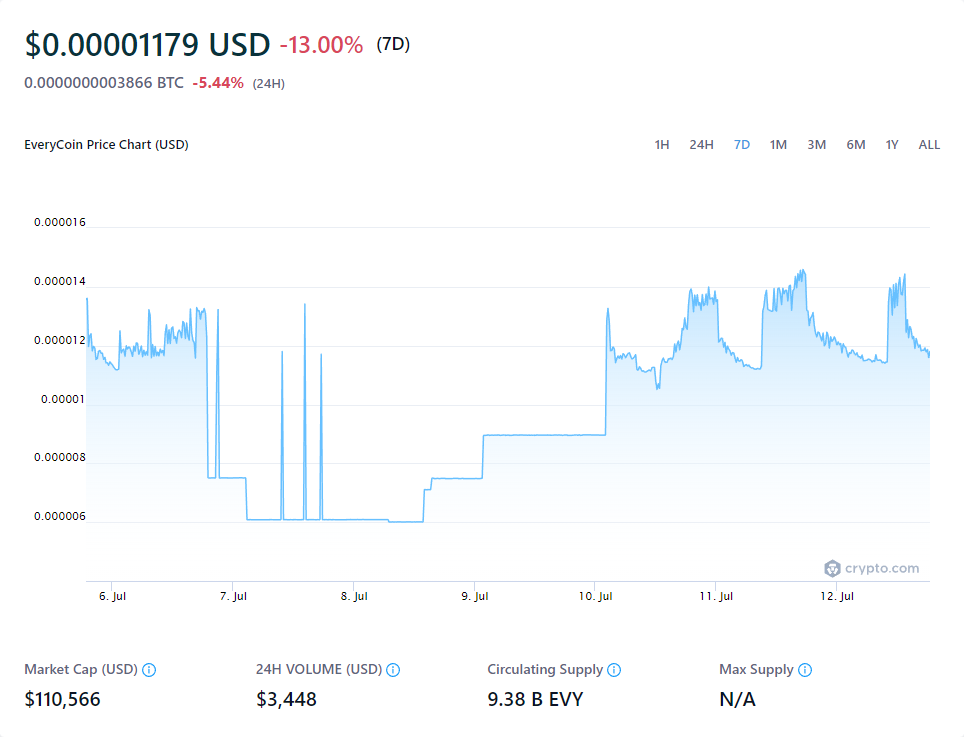 $0.00001179 USD -13.00% (7D)
0.0000000003866 BTC -5.44% (24H)
EveryCoin Price Chart (USD) 1H 24H 7D 1M 3M 6M 1Y ALL
0.000016
0.000014
0.000012
0.00001
0.000008
0.000006
crypto.com
6. Jul 7. Jul 8. Jul 9. Jul 10. Jul 11. Jul 12. Jul
Market Cap (USD) 24H VOLUME (USD) Circulating Supply Max Supply
$110,566 $3,448 9.38 B EVY N/A